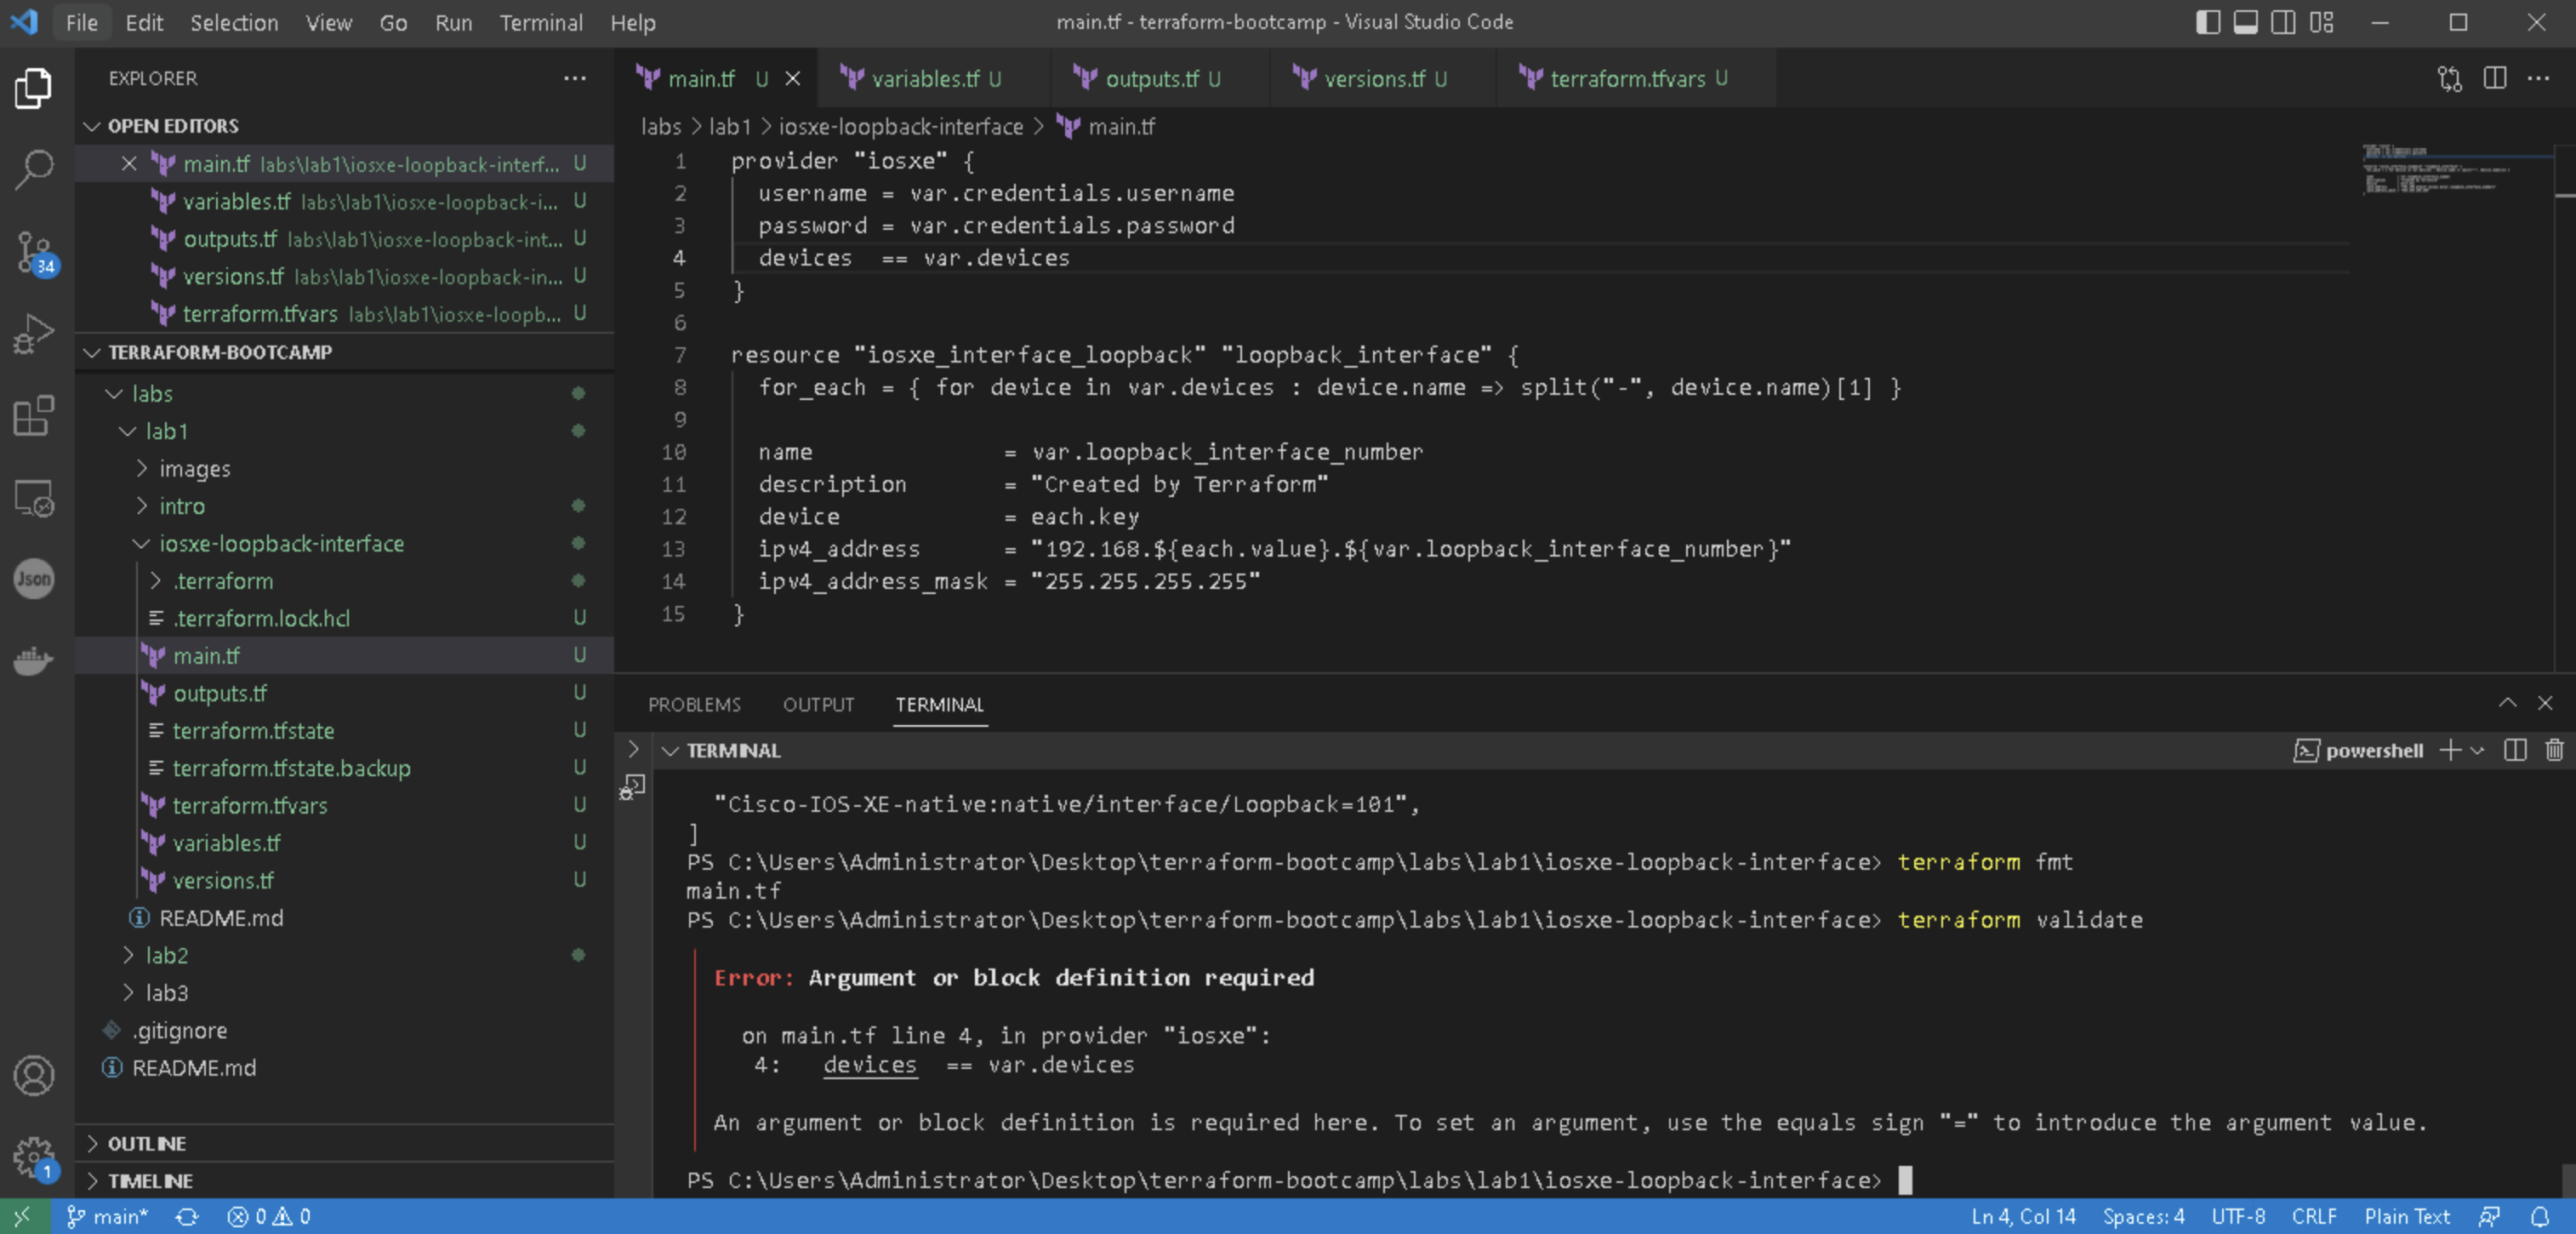 File Edit Selection View Go Run Terminal Help
main.tf - terraform-bootcamp - Visual Studio Code
EXPLORER
OPEN EDITORS
main.tf labs\lab1\iosxe-loopback-interf... U
variables.tf labs\lab1\iosxe-loopback-i... U
outputs.tf labs\lab1\iosxe-loopback-int... U
versions.tf labs\lab1\iosxe-loopback-in... U
terraform.tfvars labs\lab1\iosxe-loopb... U
TERRAFORM-BOOTCAMP
labs
lab1
images
intro
iosxe-loopback-interface
.terraform
.terraform.lock.hcl U
main.tf U
outputs.tf U
terraform.tfstate U
terraform.tfstate.backup U
terraform.tfvars U
variables.tf U
versions.tf U
README.md
lab2
lab3
.gitignore
README.md
OUTLINE
TIMELINE
34
Json
1
main.tf U variables.tf U outputs.tf U versions.tf U terraform.tfvars U
labs > lab1 > iosxe-loopback-interface > main.tf
1 provider "iosxe" {
2 username = var.credentials.username
3 password = var.credentials.password
4 devices  == var.devices
5 }
6
7 resource "iosxe_interface_loopback" "loopback_interface" {
8 for_each = { for device in var.devices : device.name => split("-", device.name)[1] }
9
10 name = var.loopback_interface_number
11 description = "Created by Terraform"
12 device = each.key
13 ipv4_address = "192.168.${each.value}.${var.loopback_interface_number}"
14 ipv4_address_mask = "255.255.255.255"
15 }
PROBLEMS OUTPUT TERMINAL
TERMINAL
powershell
"Cisco-IOS-XE-native:native/interface/Loopback=101",
]
PS C:\Users\Administrator\Desktop\terraform-bootcamp\labs\lab1\iosxe-loopback-interface> terraform fmt
main.tf
PS C:\Users\Administrator\Desktop\terraform-bootcamp\labs\lab1\iosxe-loopback-interface> terraform validate
Error: Argument or block definition required
on main.tf line 4, in provider "iosxe":
4: devices  == var.devices
An argument or block definition is required here. To set an argument, use the equals sign "=" to introduce the argument value.
PS C:\Users\Administrator\Desktop\terraform-bootcamp\labs\lab1\iosxe-loopback-interface>
main* 0 0
Ln 4, Col 14 Spaces: 4 UTF-8 CRLF Plain Text